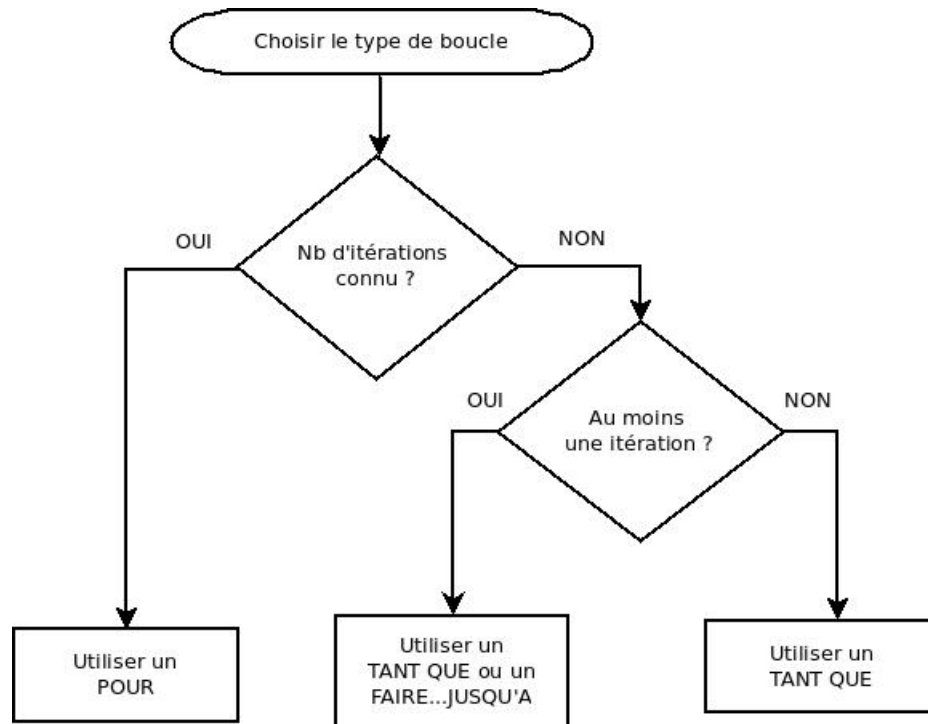 Choisir le type de boucle
OUI
NON
Nb d'itérations
connu ?
OUI
NON
Au moins
une itération ?
Utiliser un
POUR
Utiliser un
TANT QUE ou un
FAIRE...JUSQU'A
Utiliser un
TANT QUE